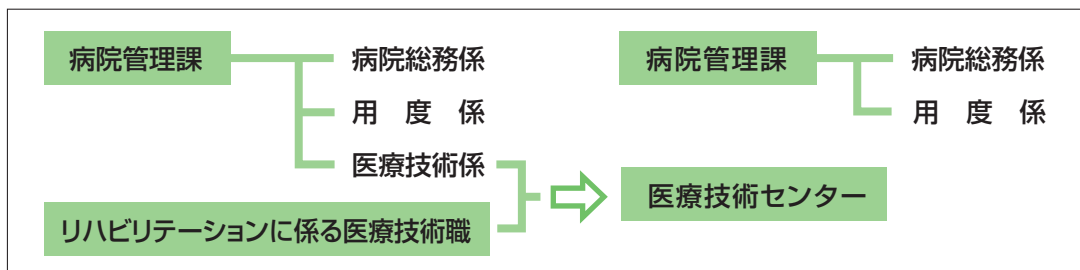 病院管理課
病院総務係
用 度 係
医療技術係
リハビリテーションに係る医療技術職
病院管理課
病院総務係
用 度 係
医療技術センター